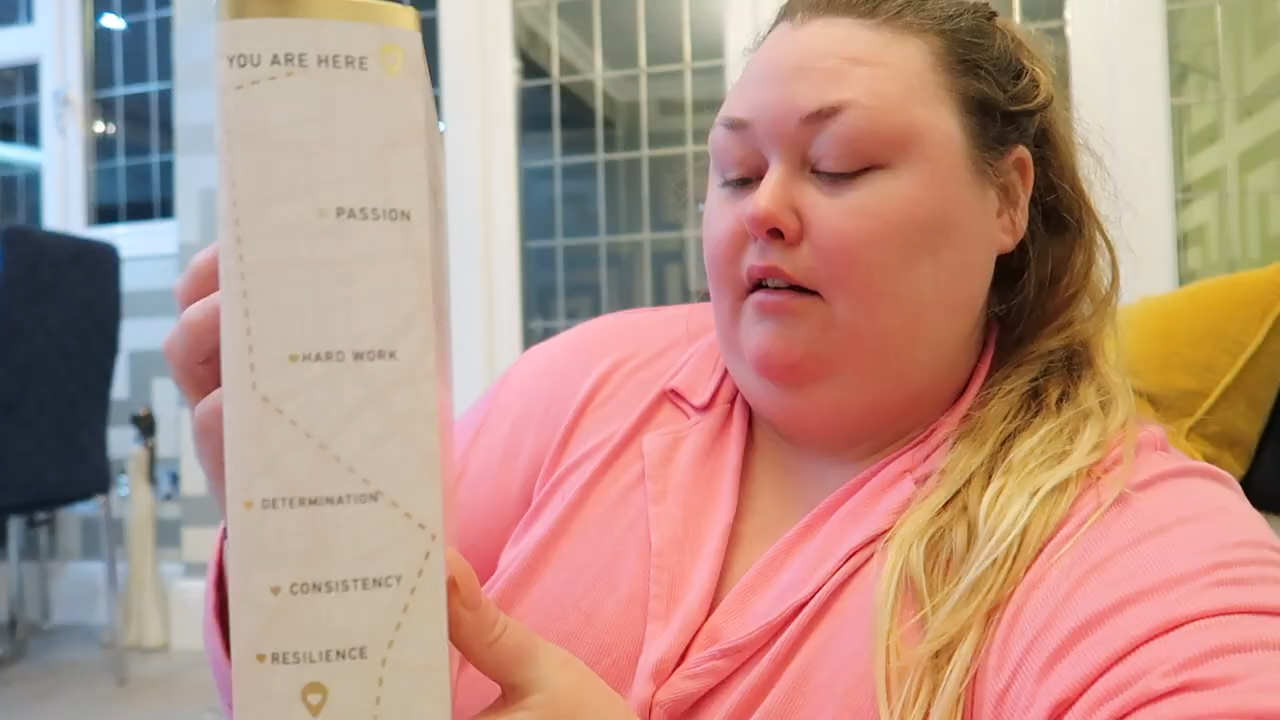 YOU ARE HERE
PASSION
HARD WORK
DETERMINATION
CONSISTENCY
RESILIENCE